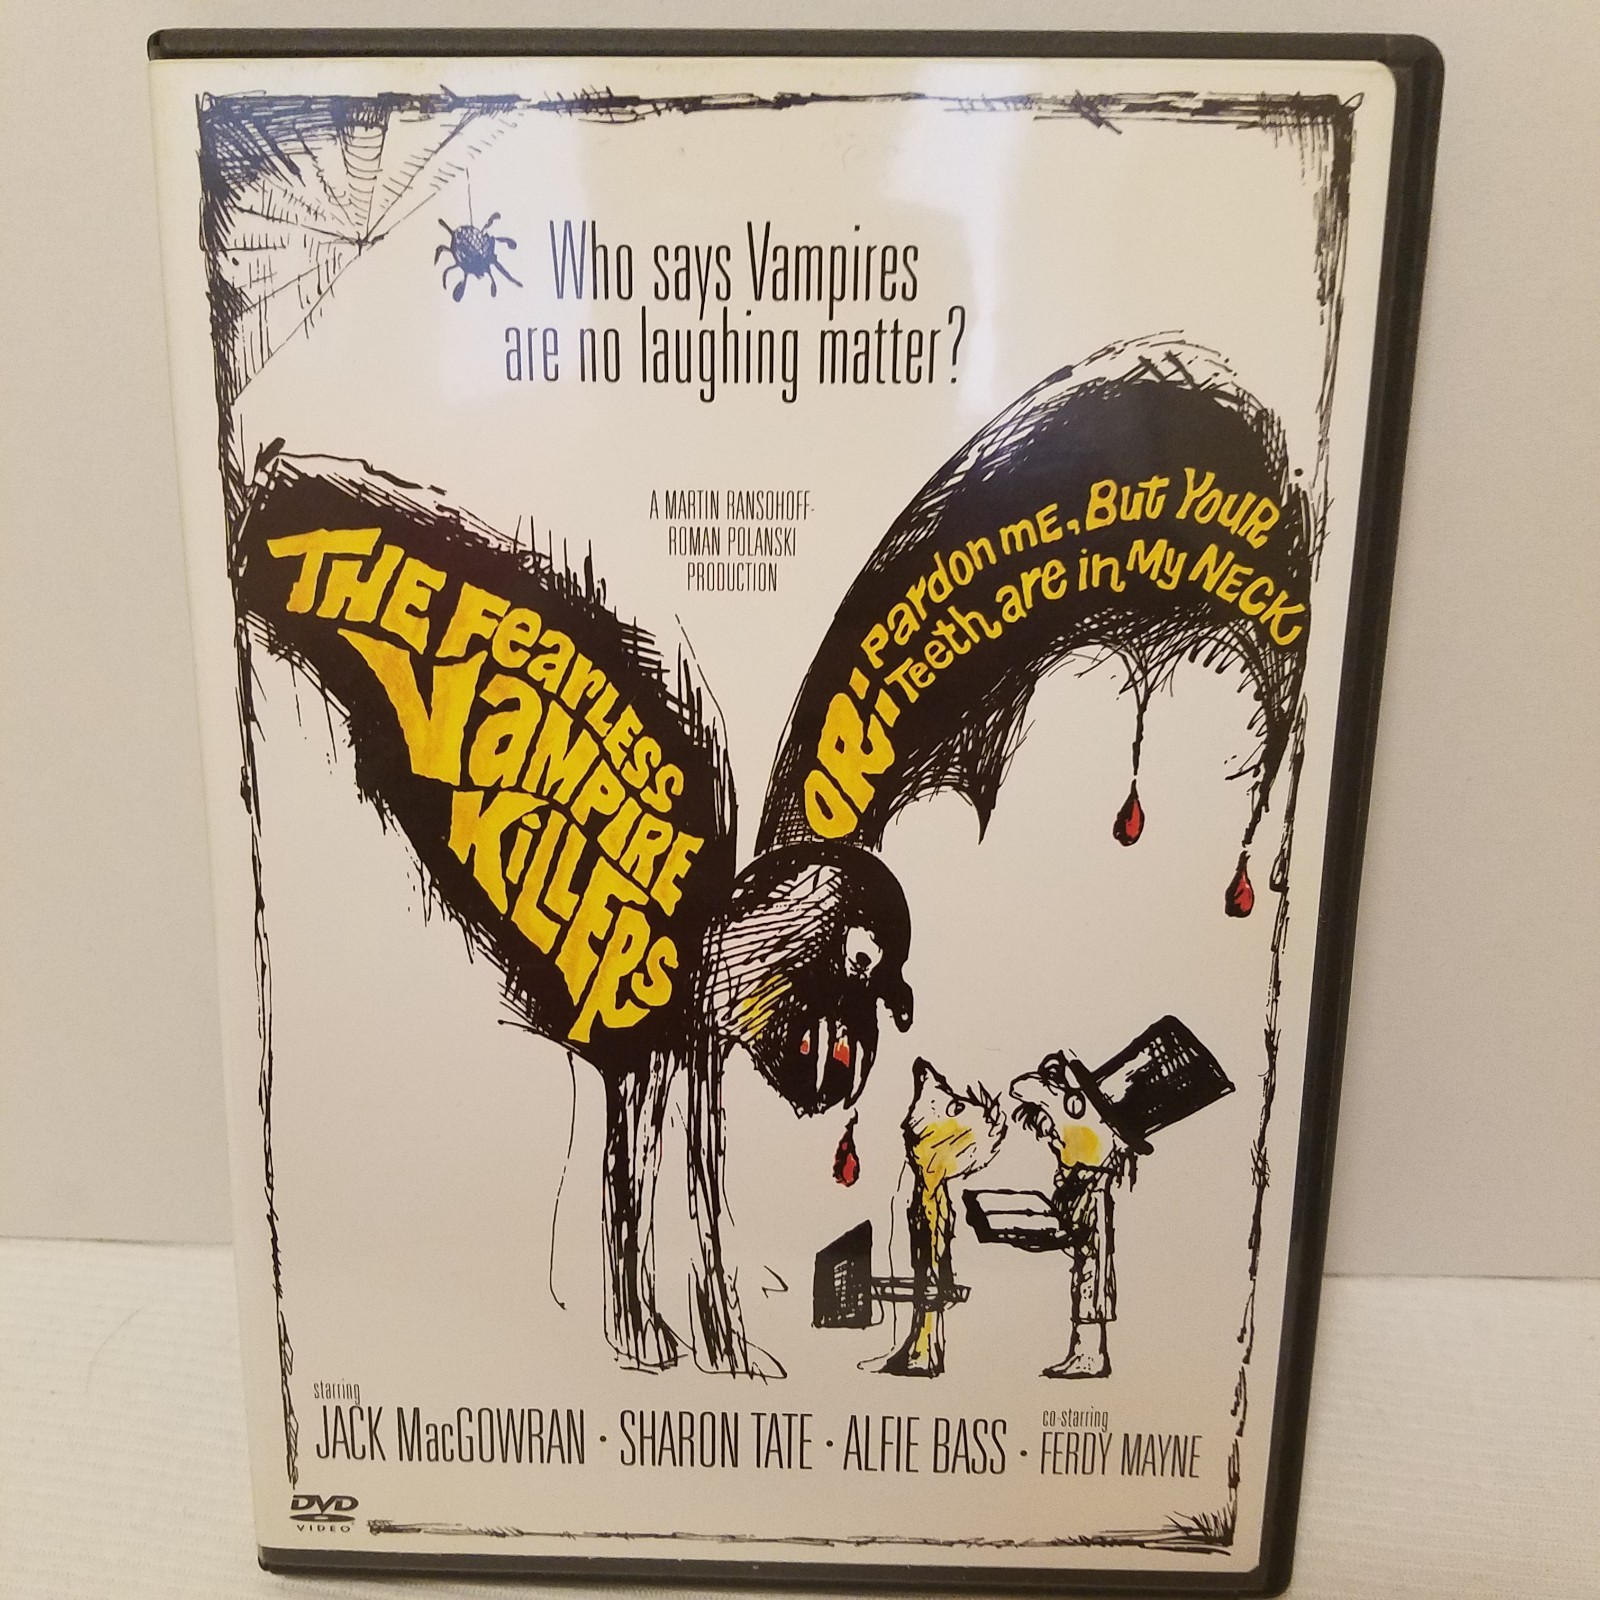 Who says Vampires
are no laughing matter?
A MARTIN RANSOHOFF-
ROMAN POLANSKI
PRODUCTION
THE FearLESS
VaMPIRE
KiLLERS
OR: Pardon mE, But YouR
Teeth are in My NECK
starring
JACK MacGOWRAN · SHARON TATE · ALFIE BASS ·
co-starring
FERDY MAYNE
DVD
VIDEO